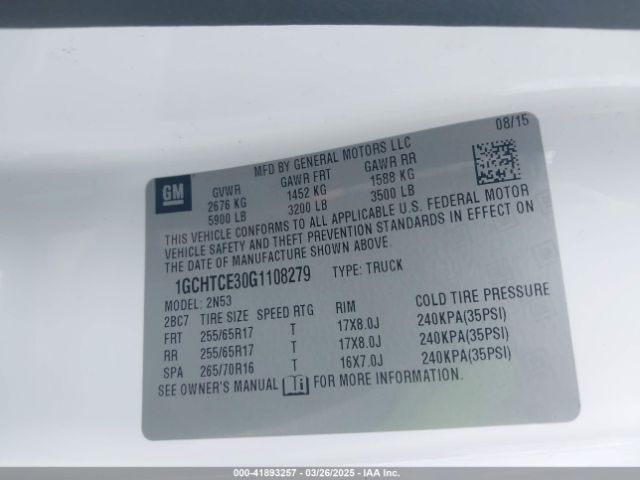 08/15
MFD BY GENERAL MOTORS LLC
GM
GVWR GAWR FRT GAWR RR
2676 KG 1452 KG 1588 KG
5900 LB 3200 LB 3500 LB
THIS VEHICLE CONFORMS TO ALL APPLICABLE U.S. FEDERAL MOTOR
VEHICLE SAFETY AND THEFT PREVENTION STANDARDS IN EFFECT ON
THE DATE OF MANUFACTURE SHOWN ABOVE.
1GCHTCE30G1108279 TYPE: TRUCK
MODEL: 2N53
2BC7 TIRE SIZE SPEED RTG RIM COLD TIRE PRESSURE
FRT 255/65R17 T 17X8.0J 240KPA(35PSI)
RR 255/65R17 T 17X8.0J 240KPA(35PSI)
SPA 265/70R16 T 16X7.0J 240KPA(35PSI)
SEE OWNER'S MANUAL FOR MORE INFORMATION.
000-41893257 - 03/26/2025 - IAA Inc.